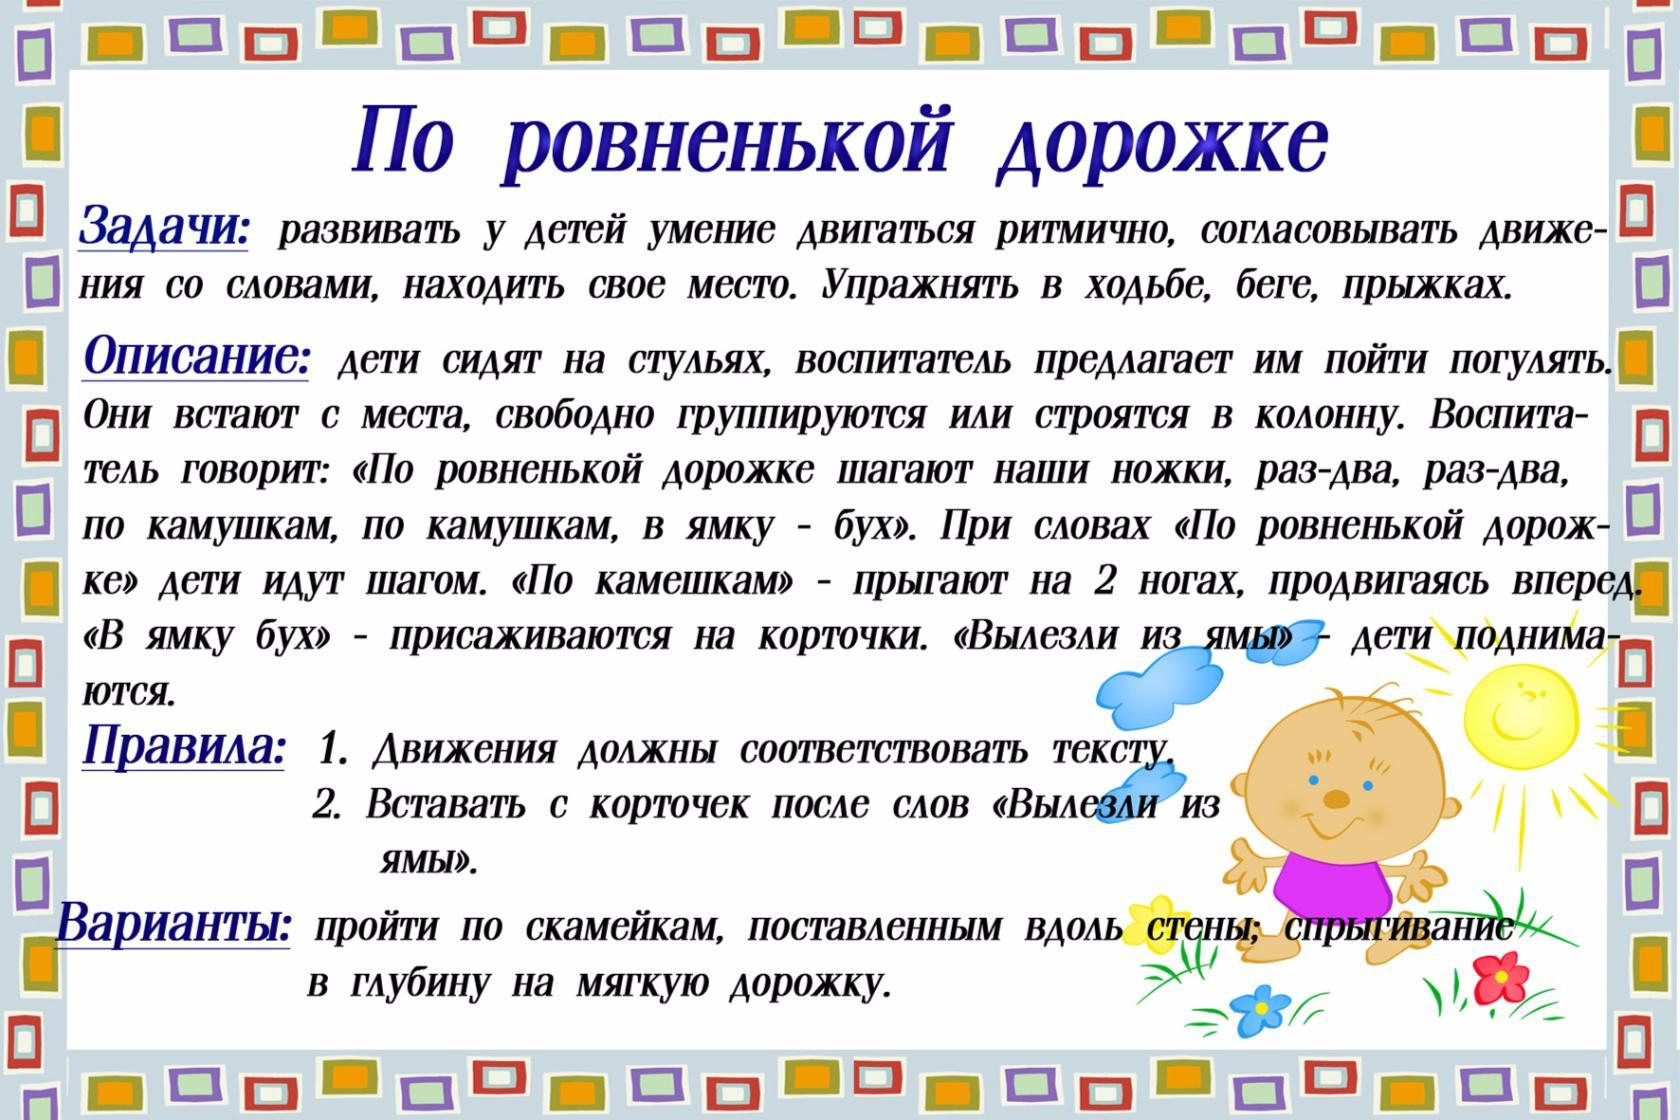 По ровненькой дорожке
Задачи: развивать у детей умение двигаться ритмично, согласовывать движе-
ния со словами, находить свое место. Упражнять в ходьбе, беге, прыжках.
Описание: дети сидят на стульях, воспитатель предлагает им пойти погулять.
Они встают с места, свободно группируются или строятся в колонну. Воспита-
тель говорит: «По ровненькой дорожке шагают наши ножки, раз-два, раз-два,
по камушкам, по камушкам, в ямку - бух». При словах «По ровненькой дорож-
ке» дети идут шагом. «По камешкам» - прыгают на 2 ногах, продвигаясь вперед.
«В ямку бух» - присаживаются на корточки. «Вылезли из ямы» - дети поднима-
ются.
Правила: 1. Движения должны соответствовать тексту.
2. Вставать с корточек после слов «Вылезли из
ямы».
Варианты: пройти по скамейкам, поставленным вдоль стены; спрыгивание
в глубину на мягкую дорожку.